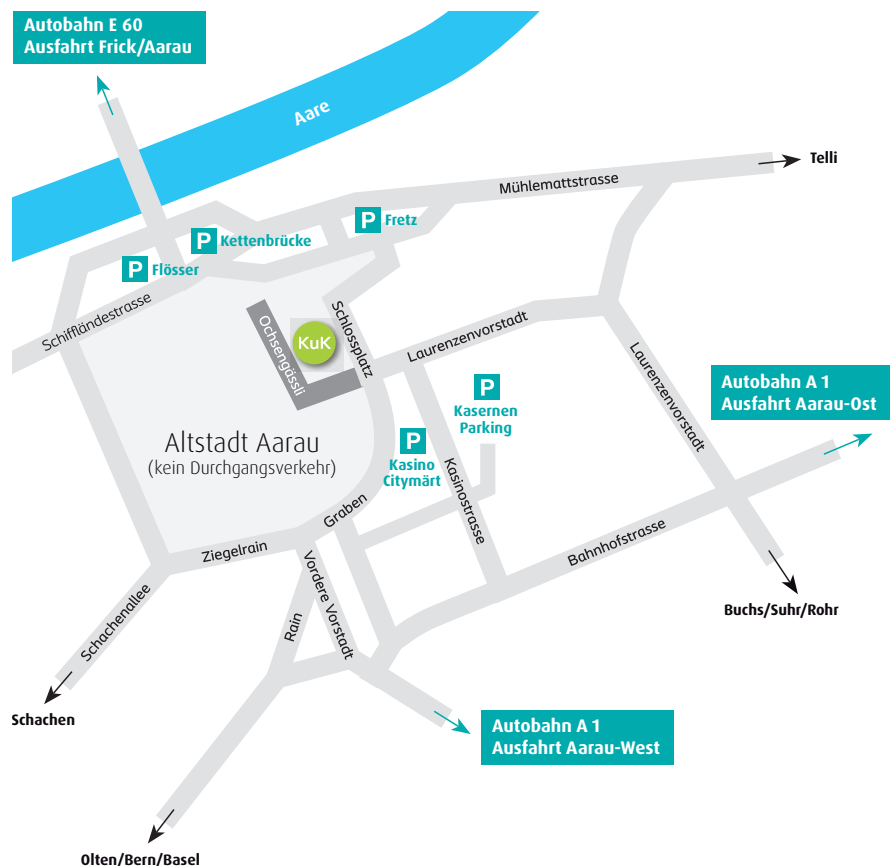 Autobahn E 60
Ausfahrt Frick/Aarau
Aare
Telli
Mühlemattstrasse
P Fretz
P Kettenbrücke
P Flösser
Schiffländestrasse
Ochsengässli
KuK
Schlossplatz
Laurenzenvorstadt
Laurenzenvorstadt
P
Kasernen
Parking
Autobahn A 1
Ausfahrt Aarau-Ost
Altstadt Aarau
(kein Durchgangsverkehr)
P
Kasino
Citymärt
Kasinostrasse
Graben
Ziegelrain
Bahnhofstrasse
Vordere Vorstadt
Rain
Schachenallee
Buchs/Suhr/Rohr
Schachen
Autobahn A 1
Ausfahrt Aarau-West
Olten/Bern/Basel